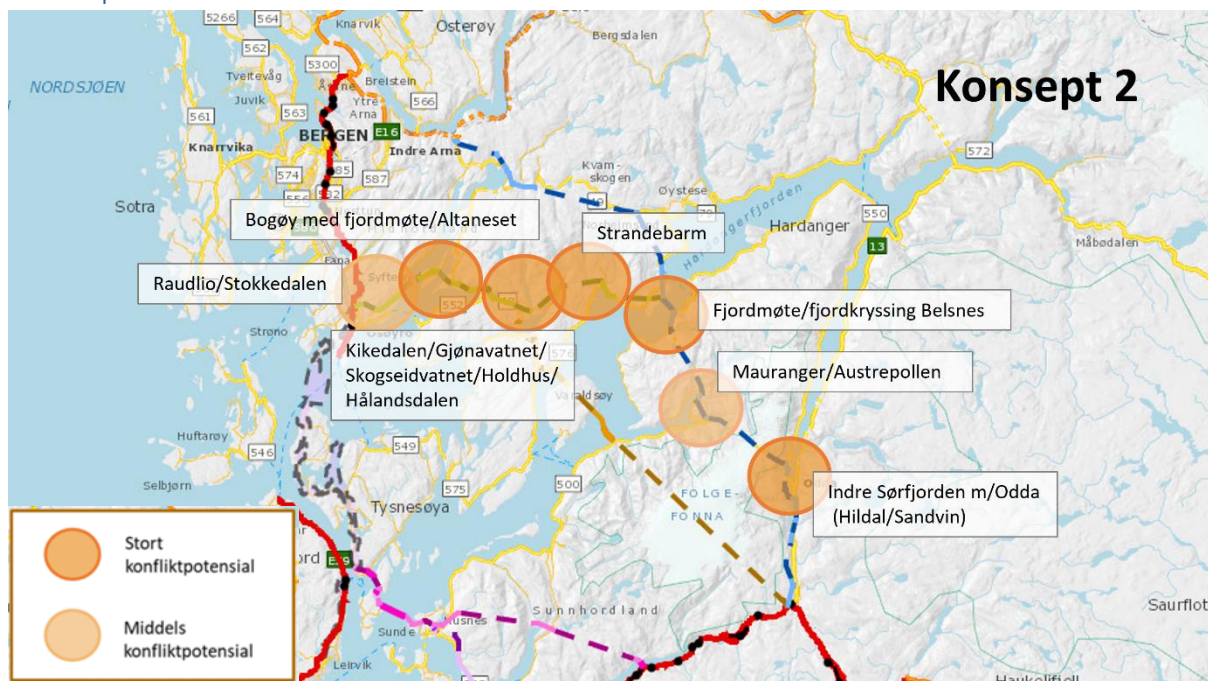 Konsept 2
NORDSJØEN
5266
564
Knarvik
Osterøy
Bergsdalen
562
5300
Tveitevåg
Breistein
566
Juvik
563
Ytre
Arna
561
BERGEN
E16
Knarrvika
Indre Arna
572
574
585
587
Kvam-
skogen
Øystese
Sotra
550
Hardanger
13
Måbødalen
Bogøy med fjordmøte/Altaneset
Strandebarm
Raudlio/Stokkedalen
Fana
552
Fjordmøte/fjordkryssing Belsnes
Strøno
Kikedalen/Gjønavatnet/
Skogseidvatnet/Holdhus/
Hålandsdalen
576
Mauranger/Austrepollen
Varaldsøy
Huftarøy
546
549
Selbjørn
500
575
Tysnesøya
FOLGE-
FONNA
Indre Sørfjorden m/Odda
(Hildal/Sandvin)
Stort
konfliktpotensial
Middels
konfliktpotensial
Sunnhordland
Sunde
Leirvik
Saurflot
Haukelifjell